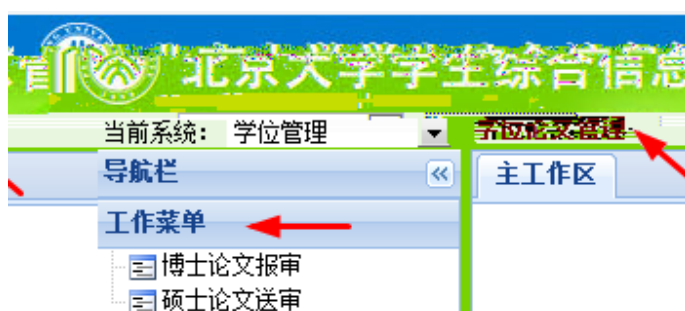 北京大学学生综合信息
当前系统： 学位管理
学位论文管理
导航栏
主工作区
工作菜单
博士论文报审
硕士论文送审